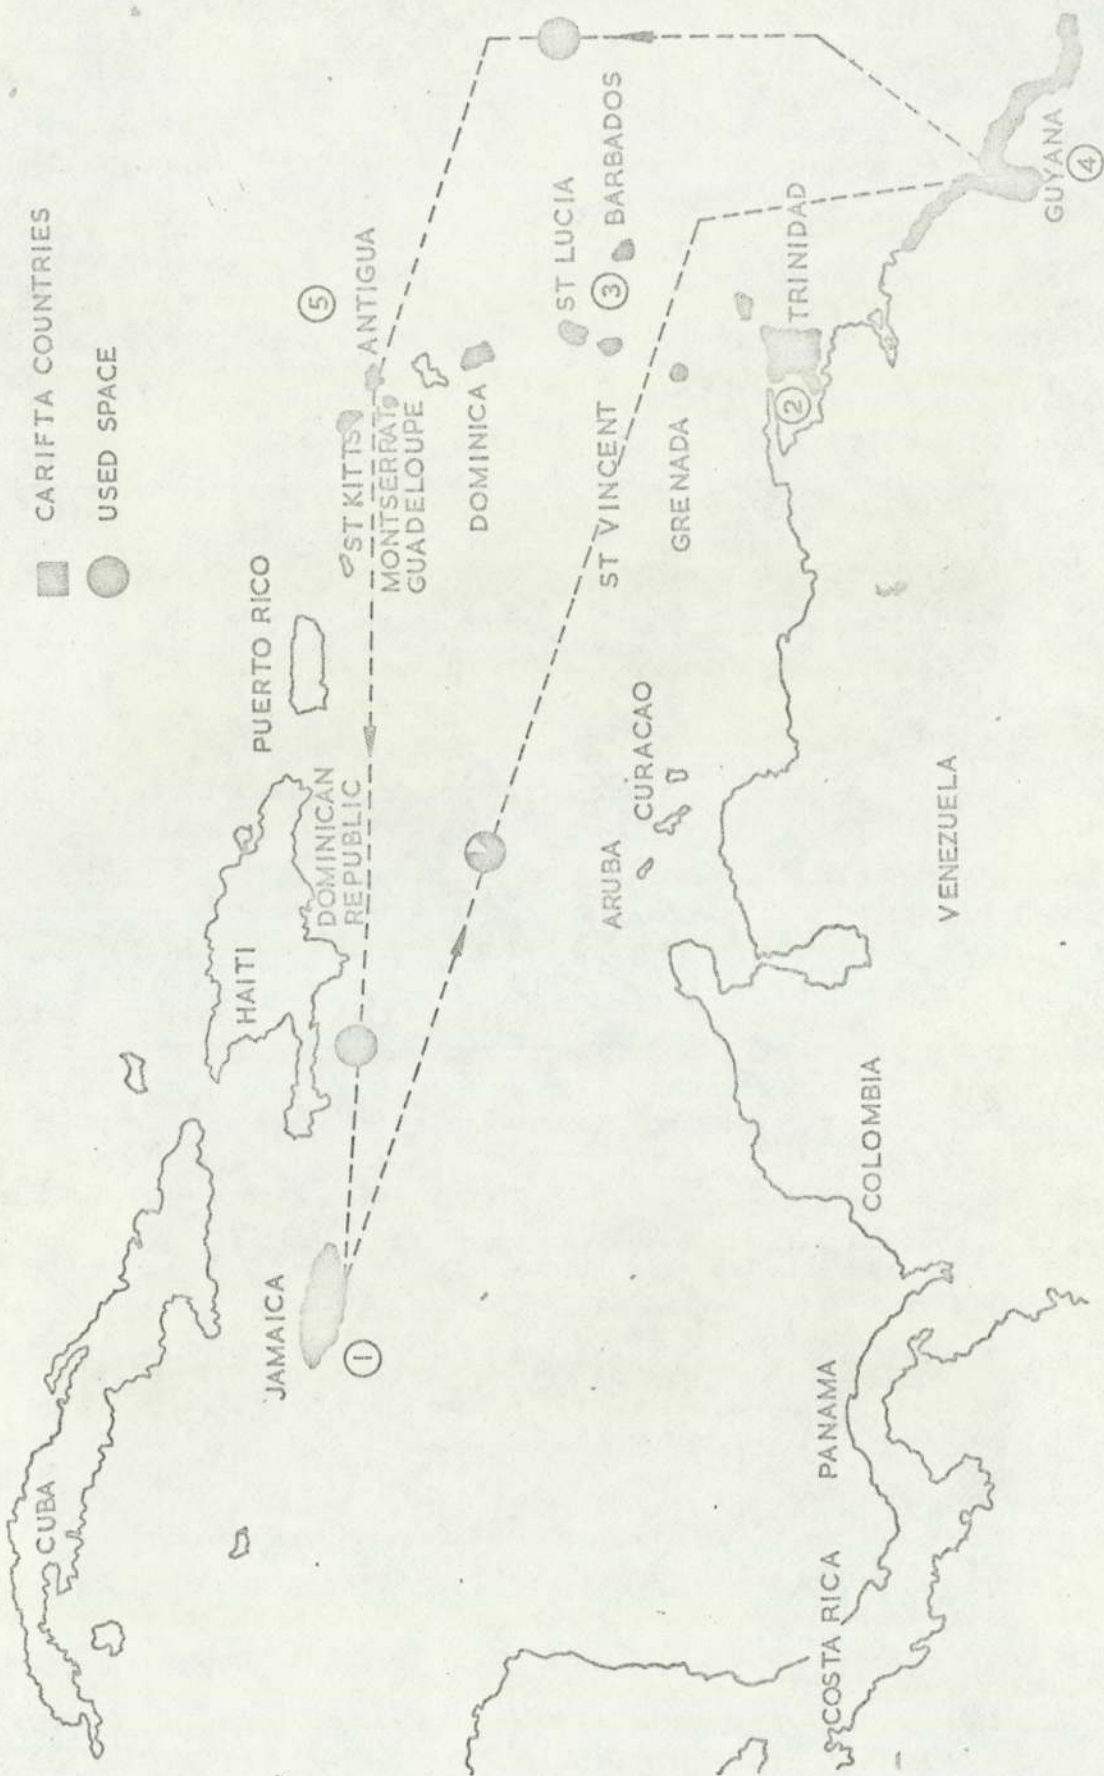 CARIFTA COUNTRIES
USED SPACE
CUBA
JAMAICA
1
HAITI
DOMINICAN
REPUBLIC
PUERTO RICO
ST KITTS
MONTSERRAT
GUADELOUPE
5
ANTIGUA
DOMINICA
ST LUCIA
ST VINCENT
3
BARBADOS
GRENADA
2
TRINIDAD
GUYANA
4
ARUBA
CURACAO
VENEZUELA
COLOMBIA
PANAMA
COSTA RICA